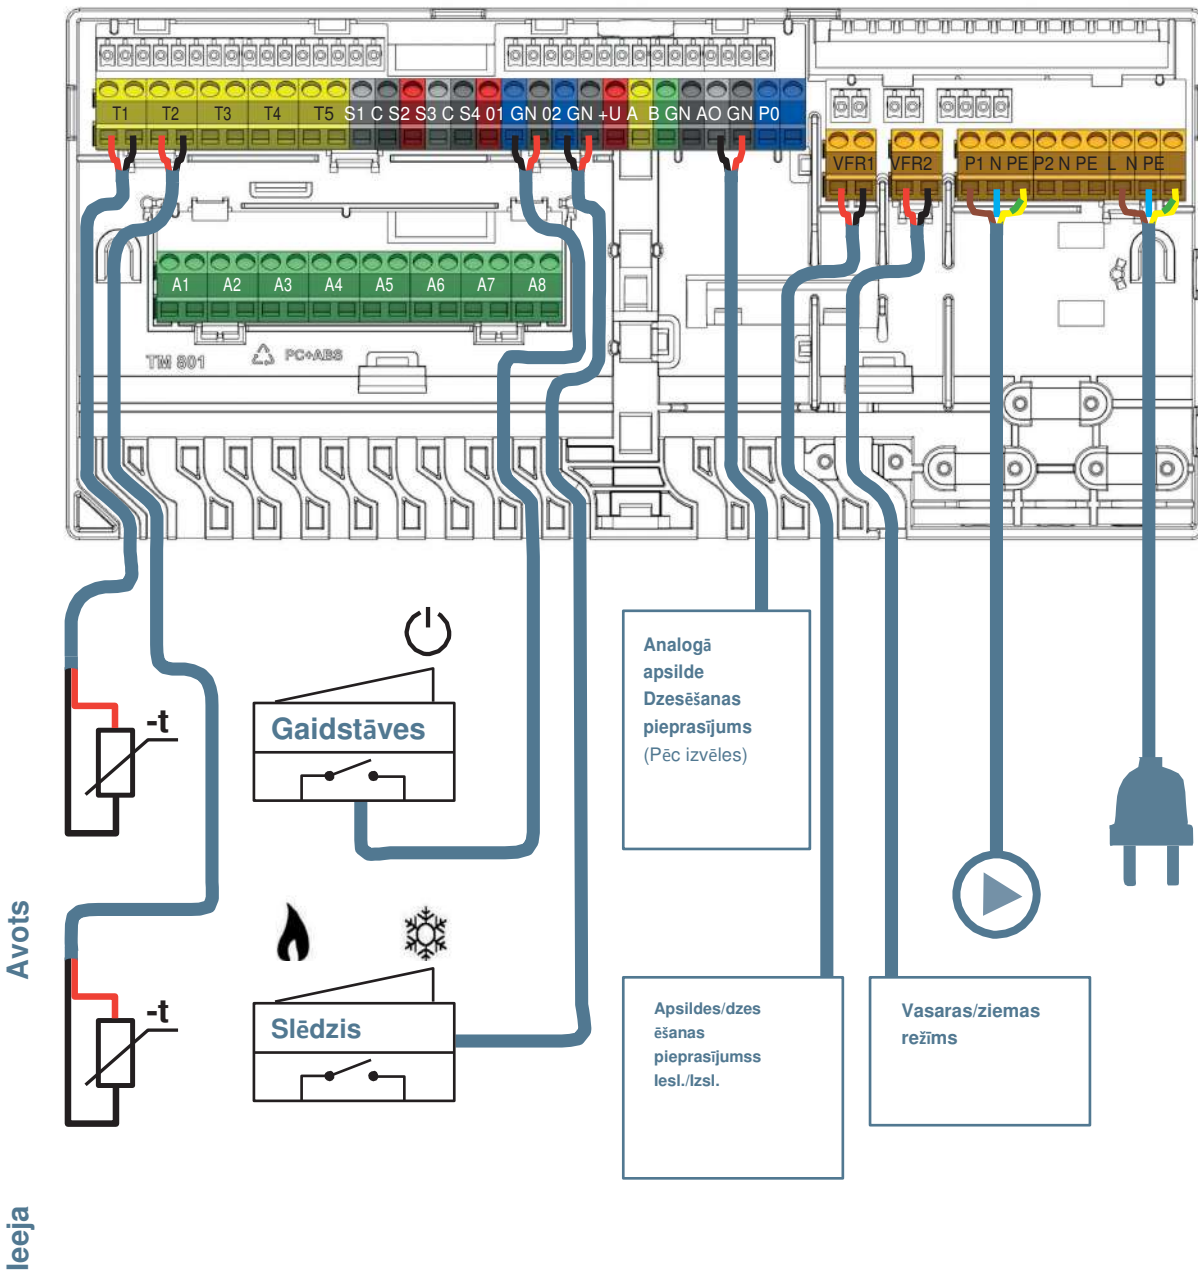 T1 T2 T3 T4 T5 S1 C S2 S3 C S4 01 GN 02 GN +U A B GN AO GN P0
VFR1 VFR2 P1 N PE P2 N PE L N PE
A1 A2 A3 A4 A5 A6 A7 A8
TM 801 PC+ABS
Analogā
apsilde
Dzesēšanas
pieprasījums
(Pēc izvēles)
-t
Gaidstāves
Avots
-t
Slēdzis
Apsildes/dzes
ēšanas
pieprasījumss
Iesl./Izsl.
Vasaras/ziemas
režīms
Ieeja